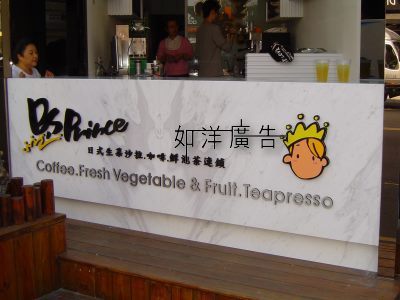 D.S Prince
如洋廣告
日式生菜沙拉.咖啡.鮮泡茶連鎖
Coffee.Fresh Vegetable & Fruit.Teapresso